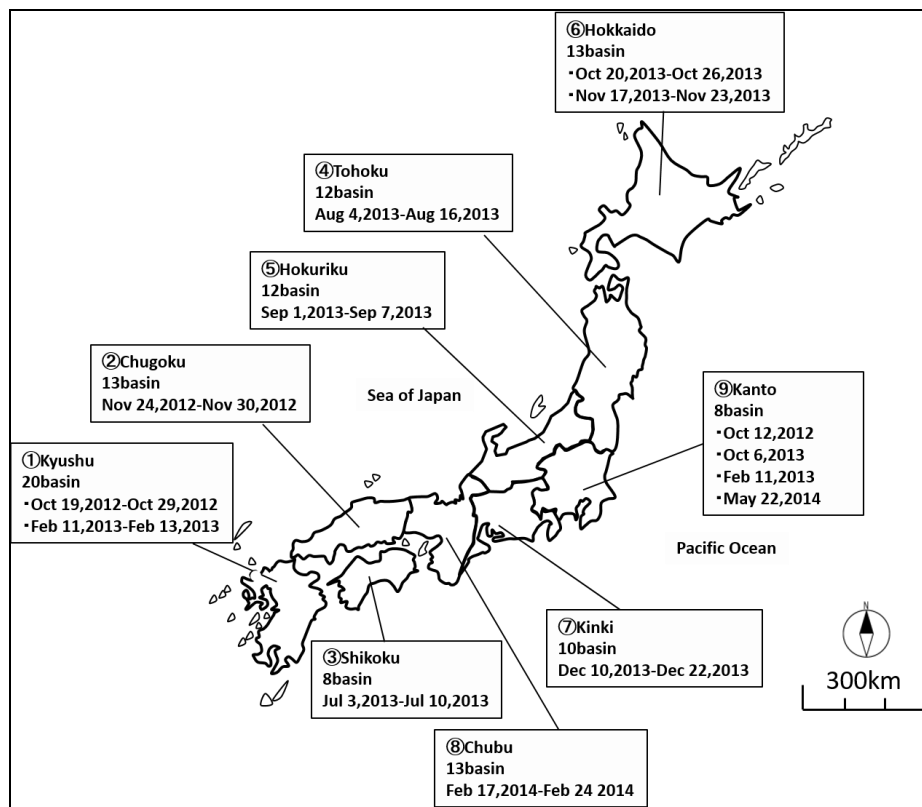 ⑥Hokkaido
13basin
・Oct 20,2013-Oct 26,2013
・Nov 17,2013-Nov 23,2013
④Tohoku
12basin
Aug 4,2013-Aug 16,2013
⑤Hokuriku
12basin
Sep 1,2013-Sep 7,2013
②Chugoku
13basin
Nov 24,2012-Nov 30,2012
Sea of Japan
⑨Kanto
8basin
・Oct 12,2012
・Oct 6,2013
・Feb 11,2013
・May 22,2014
①Kyushu
20basin
・Oct 19,2012-Oct 29,2012
・Feb 11,2013-Feb 13,2013
Pacific Ocean
⑦Kinki
10basin
Dec 10,2013-Dec 22,2013
③Shikoku
8basin
Jul 3,2013-Jul 10,2013
300km
⑧Chubu
13basin
Feb 17,2014-Feb 24 2014